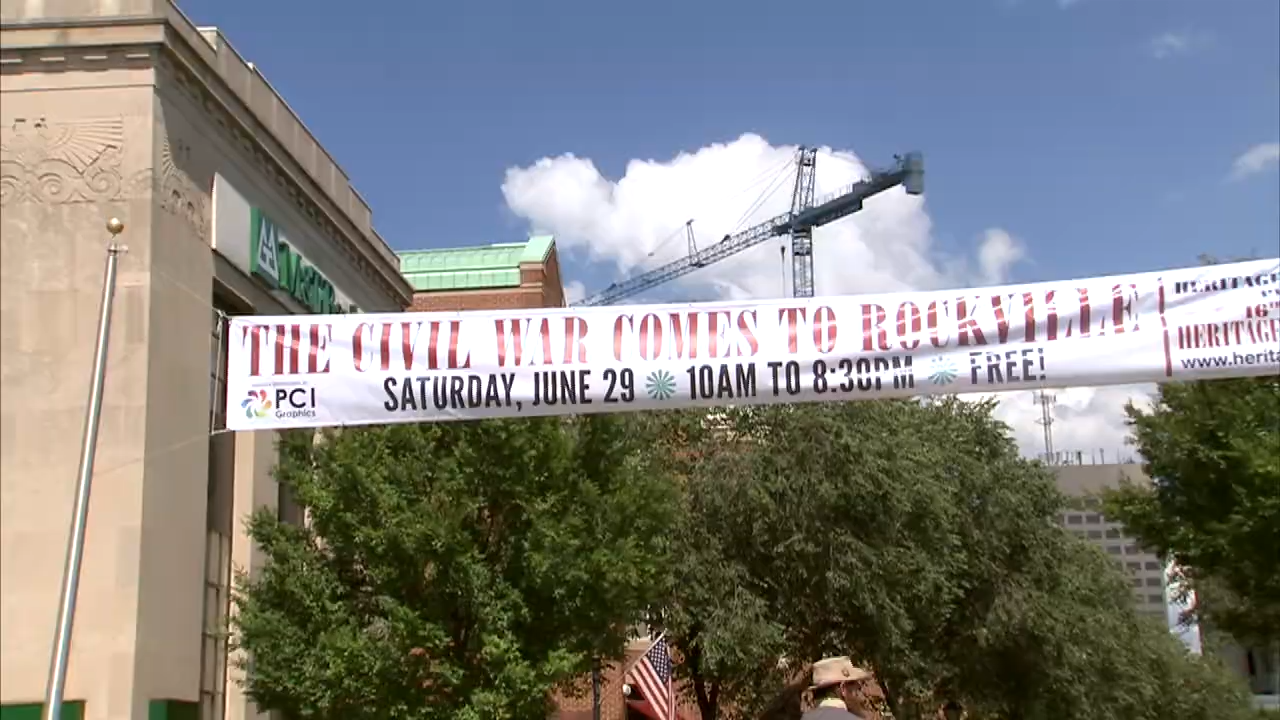 THE CIVIL WAR COMES TO ROCKVILLE
SATURDAY, JUNE 29 10AM TO 8:30PM FREE!
PCI
Graphics
HERITAGE
HERITAGE
www.herita